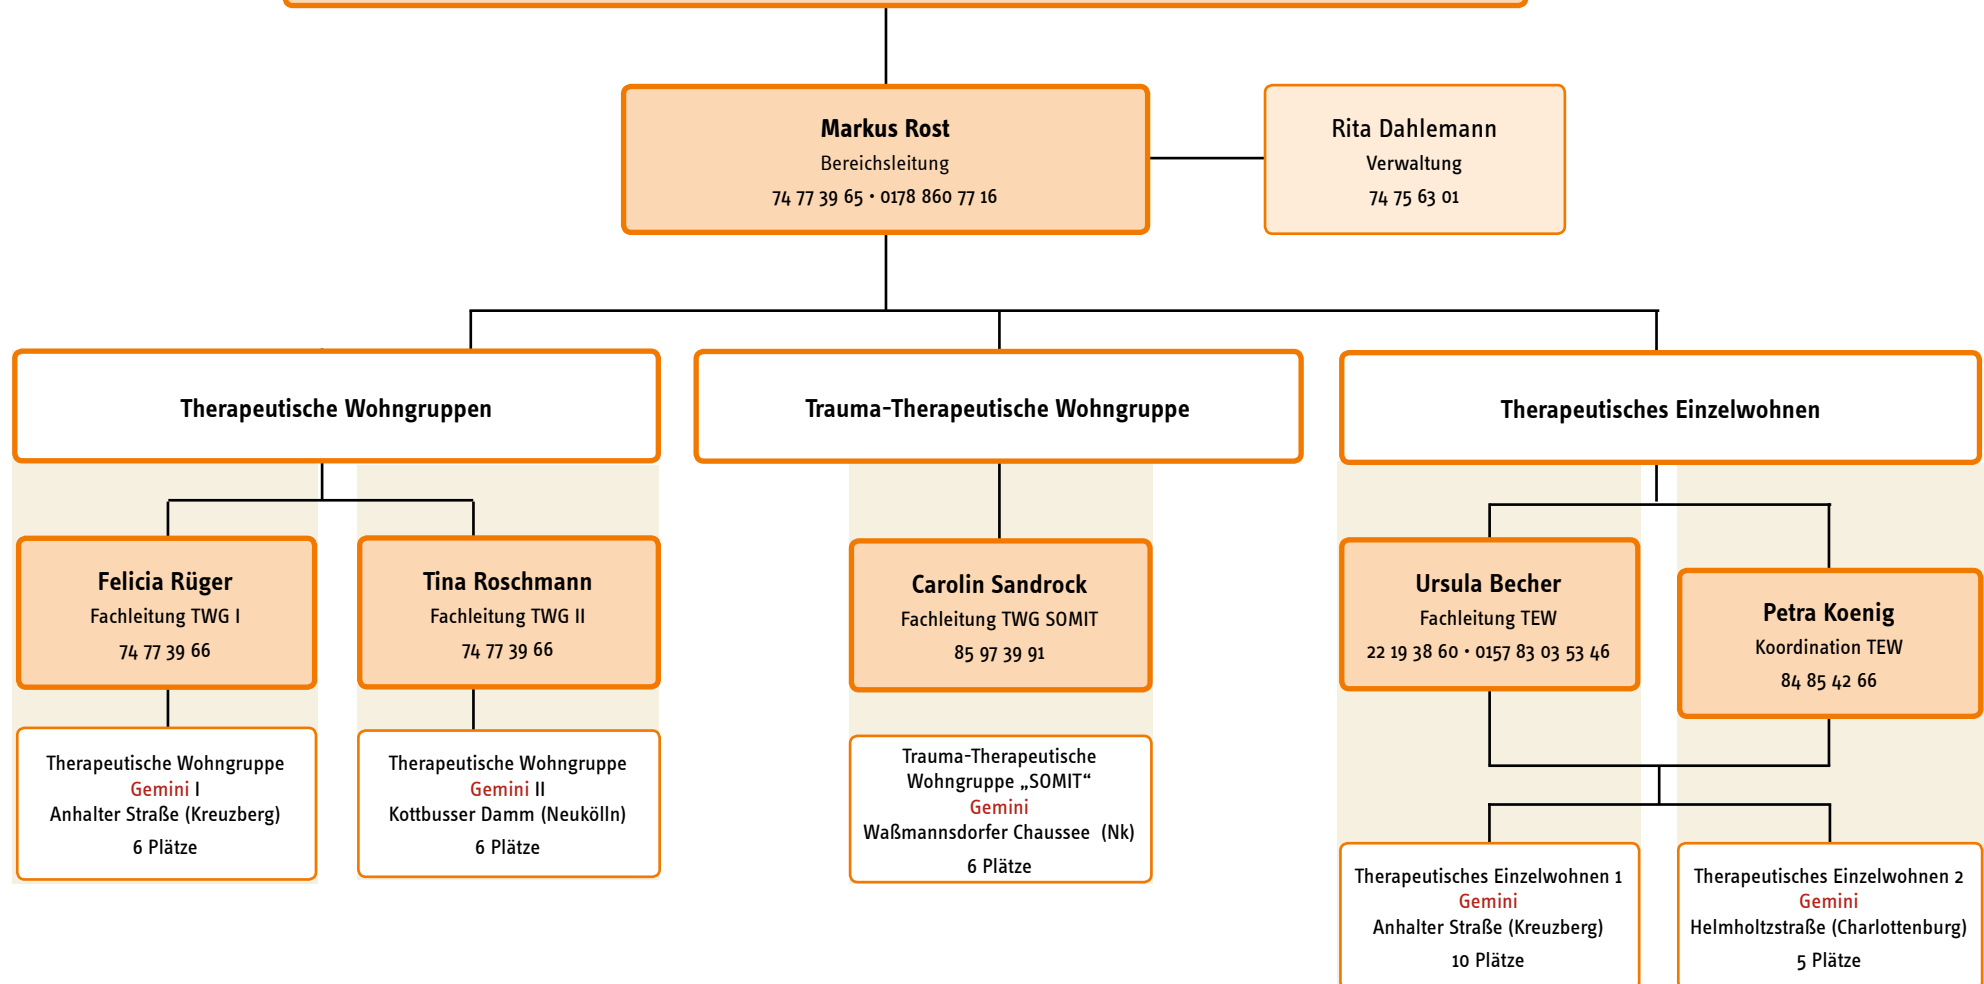 Markus Rost
Bereichsleitung
74 77 39 65 • 0178 860 77 16
Rita Dahlemann
Verwaltung
74 75 63 01
Therapeutische Wohngruppen
Trauma-Therapeutische Wohngruppe
Therapeutisches Einzelwohnen
Felicia Rüger
Fachleitung TWG I
74 77 39 66
Tina Roschmann
Fachleitung TWG II
74 77 39 66
Carolin Sandrock
Fachleitung TWG SOMIT
85 97 39 91
Ursula Becher
Fachleitung TEW
22 19 38 60 • 0157 83 03 53 46
Petra Koenig
Koordination TEW
84 85 42 66
Therapeutische Wohngruppe
Gemini I
Anhalter Straße (Kreuzberg)
6 Plätze
Therapeutische Wohngruppe
Gemini II
Kottbusser Damm (Neukölln)
6 Plätze
Trauma-Therapeutische
Wohngruppe „SOMIT“
Gemini
Waßmannsdorfer Chaussee (Nk)
6 Plätze
Therapeutisches Einzelwohnen 1
Gemini
Anhalter Straße (Kreuzberg)
10 Plätze
Therapeutisches Einzelwohnen 2
Gemini
Helmholtzstraße (Charlottenburg)
5 Plätze